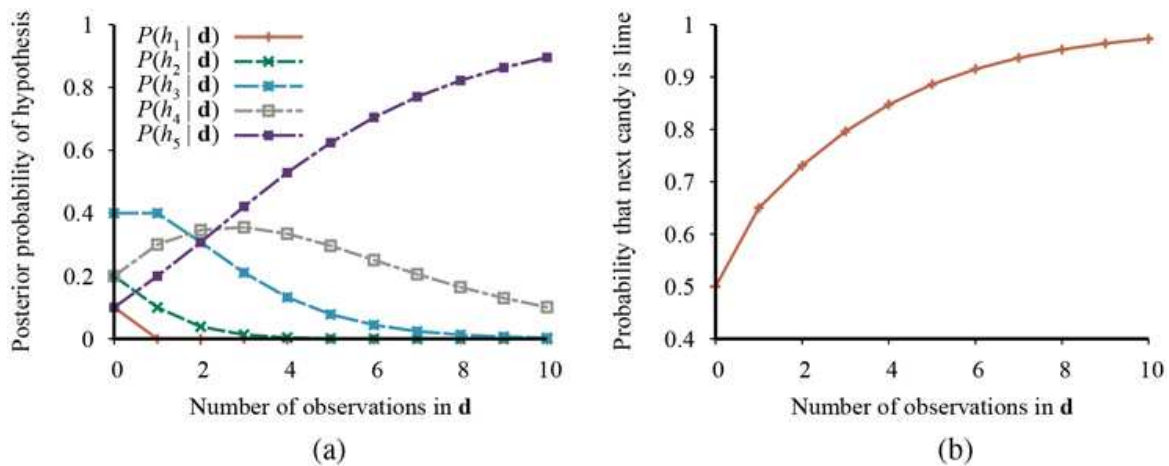 Posterior probability of hypothesis
1
0.8
0.6
0.4
0.2
0
P(h1 | d)
P(h2 | d)
P(h3 | d)
P(h4 | d)
P(h5 | d)
0 2 4 6 8 10
Number of observations in d
(a)
Probability that next candy is lime
1
0.9
0.8
0.7
0.6
0.5
0.4
0 2 4 6 8 10
Number of observations in d
(b)